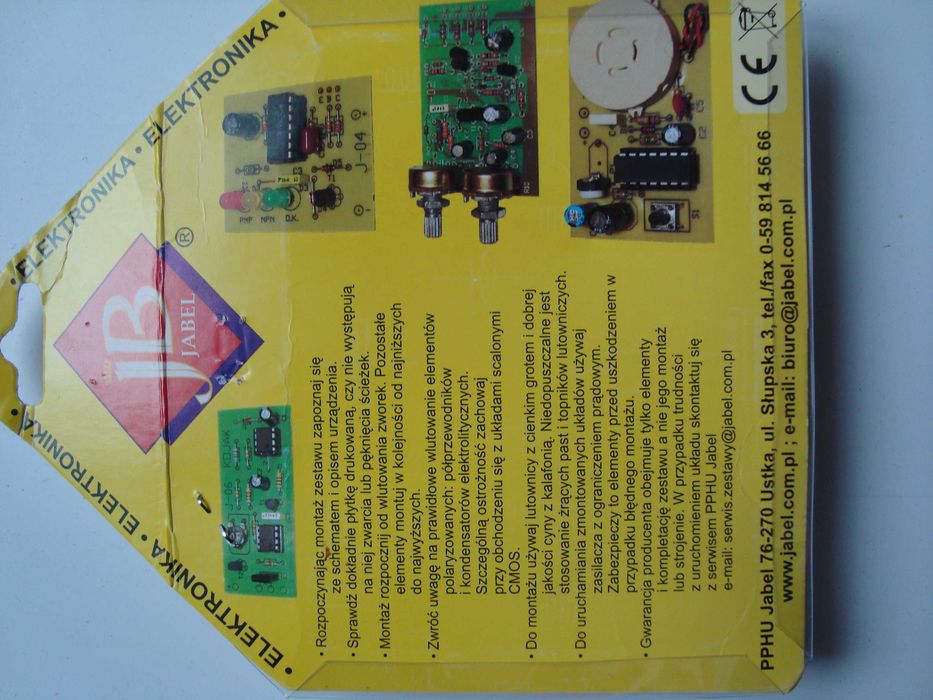 • ELEKTRONIKA • ELEKTRONIKA • ELEKTRONIKA • ELEKTRONIKA •
JB
JABEL
®
J-06 KOJAK
J-04
PNP NPN O.K.
• Rozpoczynając montaż zestawu zapoznaj się
ze schematem i opisem urządzenia.
• Sprawdź dokładnie płytkę drukowaną, czy nie występują
na niej zwarcia lub pęknięcia ścieżek.
• Montaż rozpocznij od wlutowania zworek. Pozostałe
elementy montuj w kolejności od najniższych
do najwyższych.
• Zwróć uwagę na prawidłowe wlutowanie elementów
polaryzowanych: półprzewodników
i kondensatorów elektrolitycznych.
Szczególną ostrożność zachowaj
przy obchodzeniu się z układami scalonymi
CMOS.
• Do montażu używaj lutownicy z cienkim grotem i dobrej
jakości cyny z kalafonią. Niedopuszczalne jest
stosowanie żrących past i topników lutowniczych.
• Do uruchamiania zmontowanych układów używaj
zasilacza z ograniczeniem prądowym.
Zabezpieczy to elementy przed uszkodzeniem w
przypadku błędnego montażu.
• Gwarancja producenta obejmuje tylko elementy
i kompletację zestawu a nie jego montaż
lub strojenie. W przypadku trudności
z uruchomieniem układu skontaktuj się
z serwisem PPHU Jabel
e-mail: serwis.zestawy@jabel.com.pl
CE
PPHU Jabel 76-270 Ustka, ul. Słupska 3, tel./fax 0-59 814 56 66
www.jabel.com.pl ; e-mail: biuro@jabel.com.pl